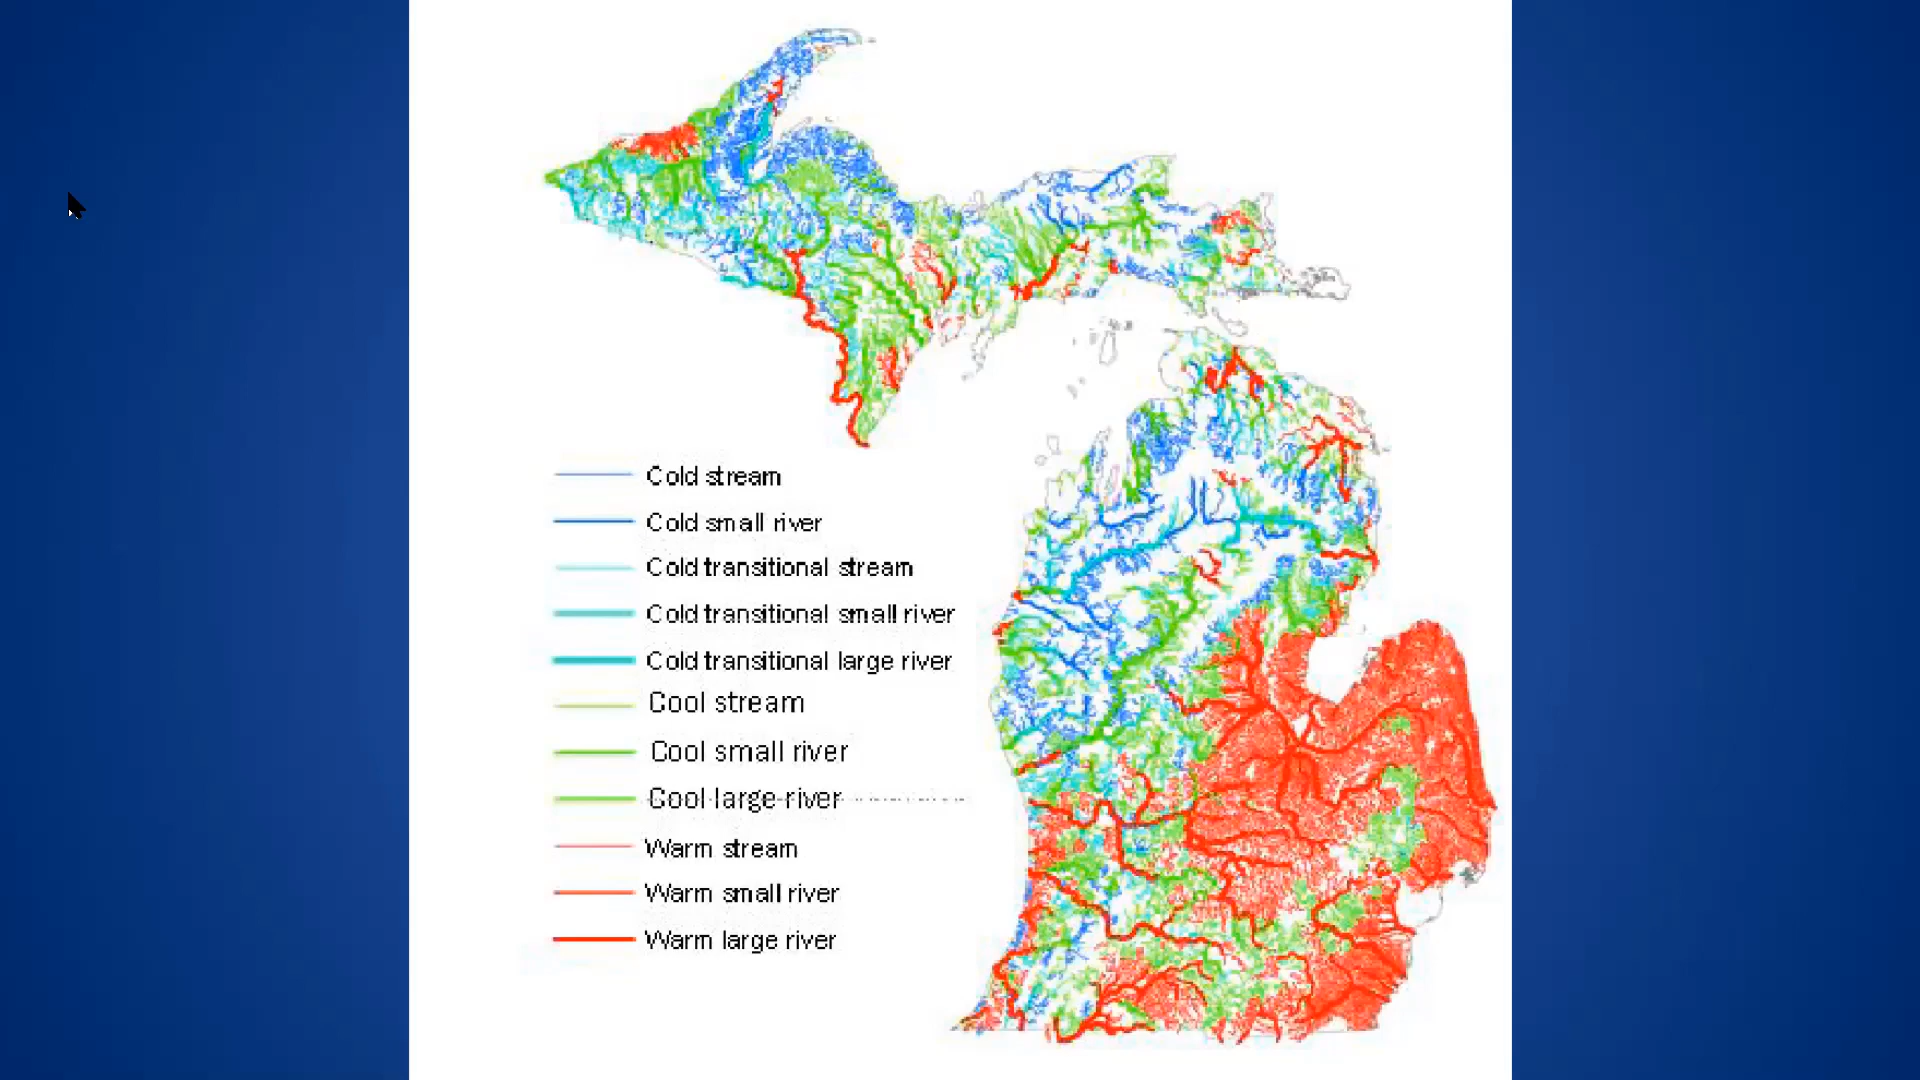 Cold stream
Cold small river
Cold transitional stream
Cold transitional small river
Cold transitional large river
Cool stream
Cool small river
Cool large river
Warm stream
Warm small river
Warm large river